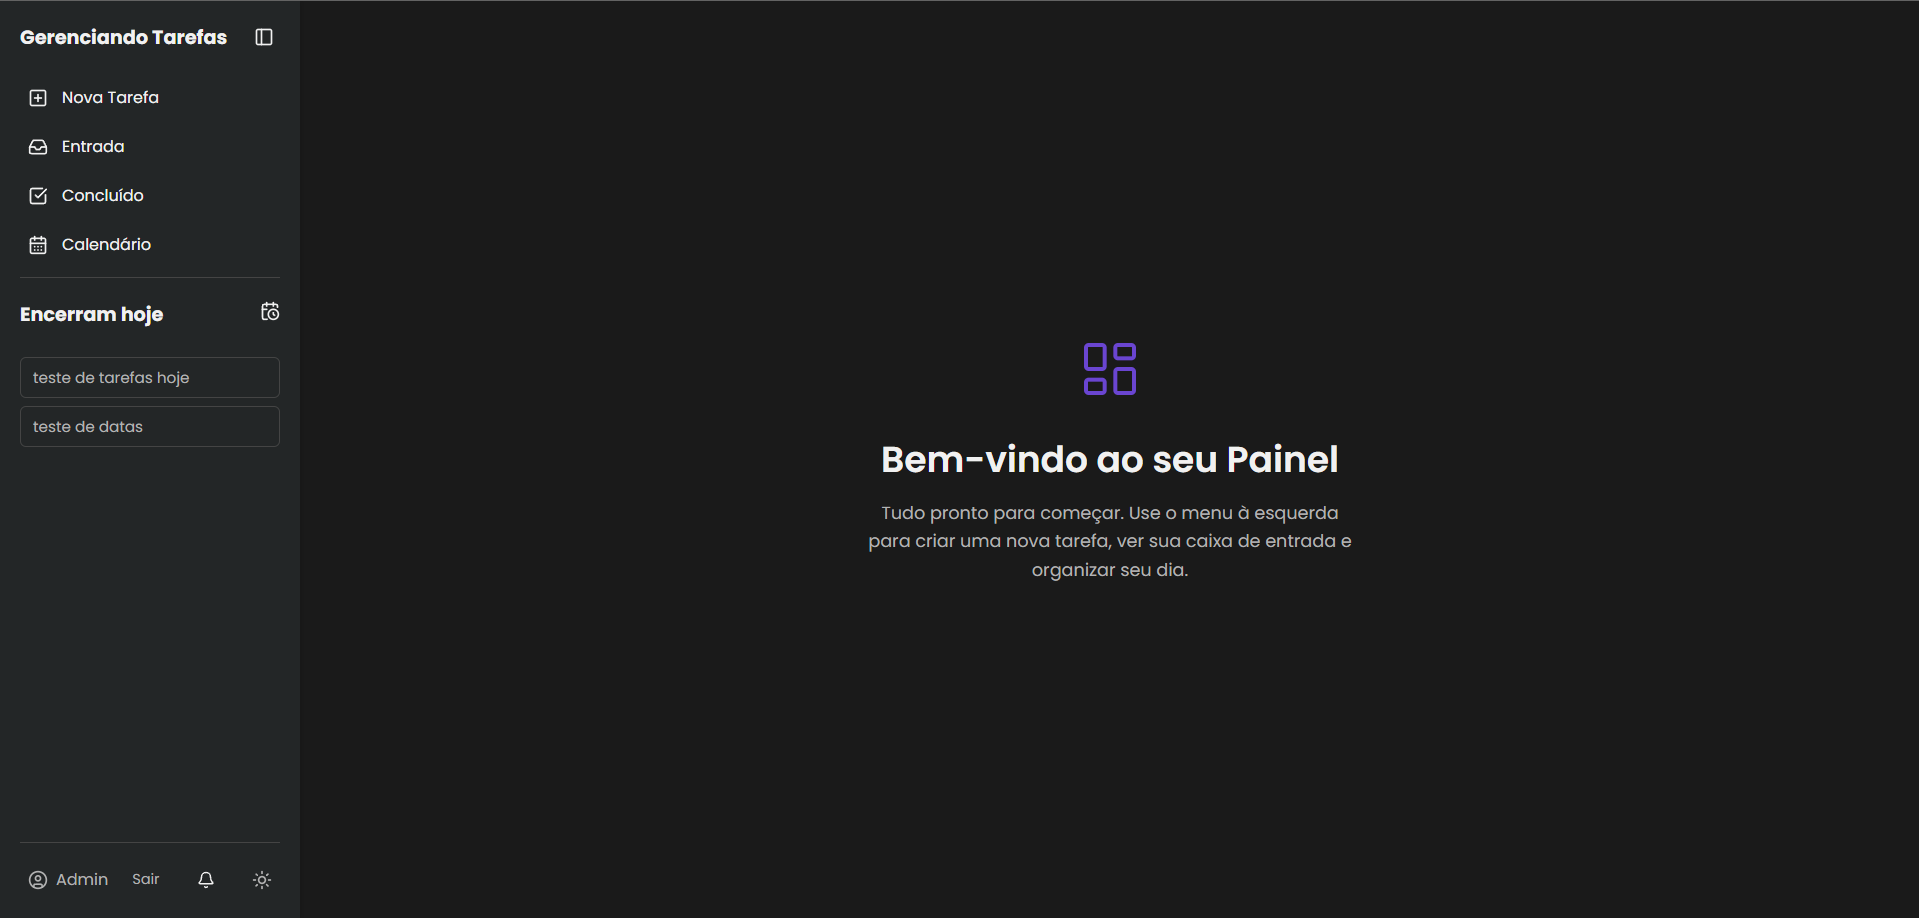 Gerenciando Tarefas
Nova Tarefa
Entrada
Concluído
Calendário
Encerram hoje
teste de tarefas hoje
teste de datas
Admin Sair
Bem-vindo ao seu Painel
Tudo pronto para começar. Use o menu à esquerda
para criar uma nova tarefa, ver sua caixa de entrada e
organizar seu dia.